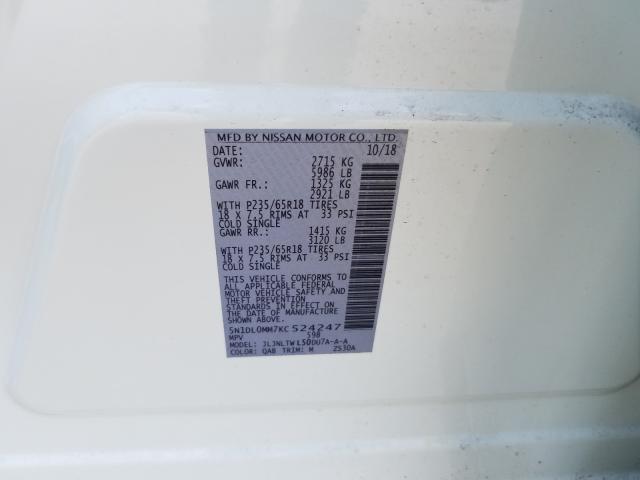 MFD BY NISSAN MOTOR CO., LTD.
DATE: 10/18
GVWR: 2715 KG
5986 LB
GAWR FR.: 1325 KG
2921 LB
WITH P235/65R18 TIRES
18 X 7.5 RIMS AT 33 PSI
COLD SINGLE
GAWR RR.: 1415 KG
3120 LB
WITH P235/65R18 TIRES
18 X 7.5 RIMS AT 33 PSI
COLD SINGLE
THIS VEHICLE CONFORMS TO
ALL APPLICABLE FEDERAL
MOTOR VEHICLE SAFETY AND
THEFT PREVENTION
STANDARDS IN EFFECT ON
THE DATE OF MANUFACTURE
SHOWN ABOVE
5N1DL0MM7KC524247
MPV 598
MODEL: JLJNLTWL50DU7A-A-A
COLOR: QAB TRIM: M 2S30A